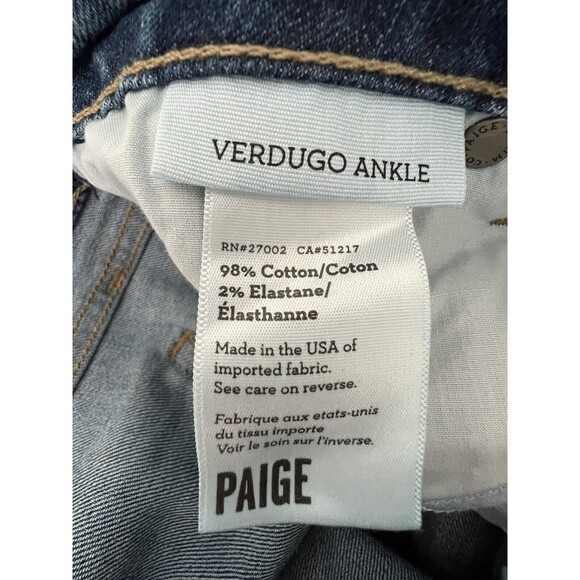 VERDUGO ANKLE
RN#27002 CA#51217
98% Cotton/Coton
2% Elastane/
Élasthanne
Made in the USA of
imported fabric.
See care on reverse.
Fabrique aux etats-unis
du tissu importe
Voir le soin sur l'inverse.
PAIGE